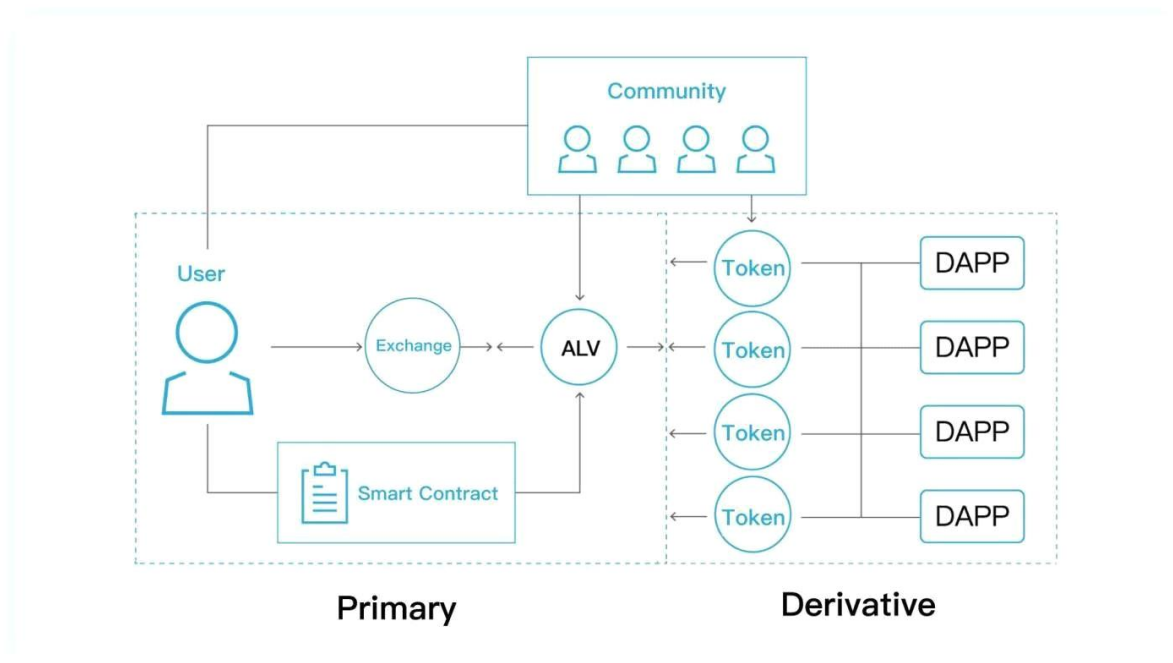 Community
User
Exchange
ALV
Smart Contract
Token
DAPP
Token
DAPP
Token
DAPP
Token
DAPP
Primary
Derivative